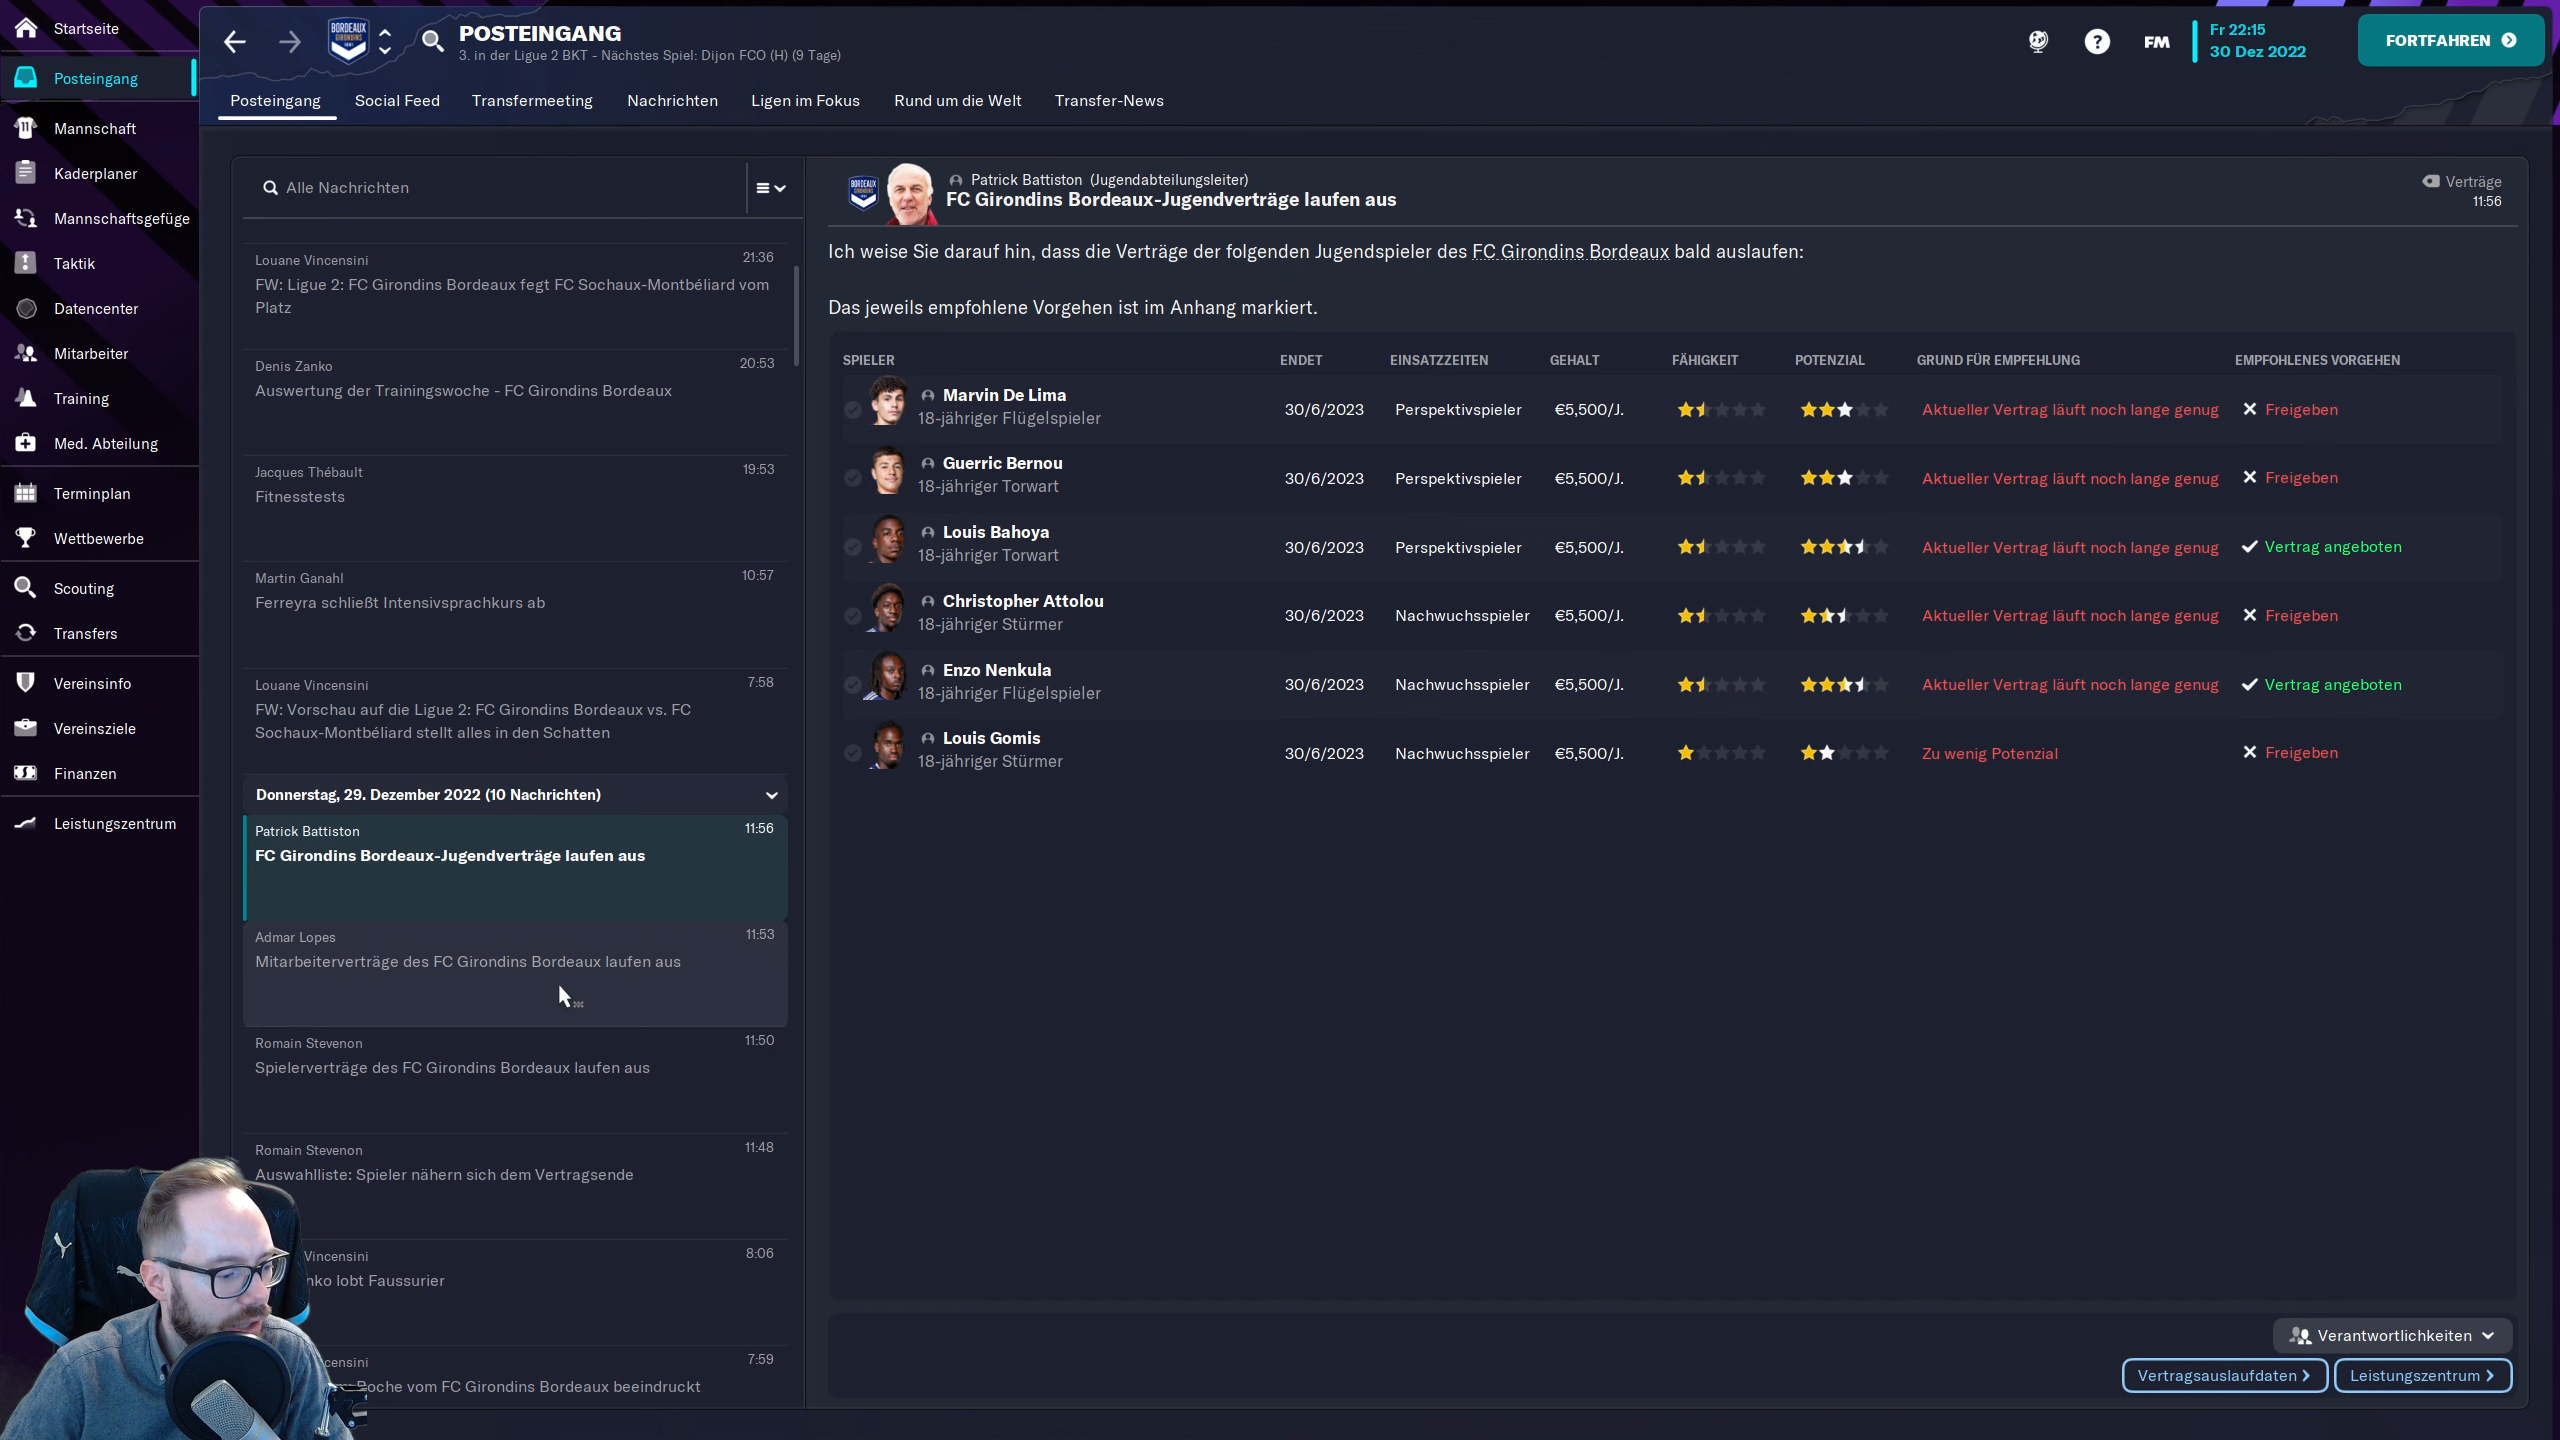 Startseite
Posteingang
Mannschaft
Kaderplaner
Mannschaftsgefüge
Taktik
Datencenter
Mitarbeiter
Training
Med. Abteilung
Terminplan
Wettbewerbe
Scouting
Transfers
Vereinsinfo
Vereinsziele
Finanzen
Leistungszentrum
BORDEAUX
GIRONDINS
POSTEINGANG
3. in der Ligue 2 BKT - Nächstes Spiel: Dijon FCO (H) (9 Tage)
?
FM
Fr 22:15
30 Dez 2022
FORTFAHREN
Posteingang Social Feed Transfermeeting Nachrichten Ligen im Fokus Rund um die Welt Transfer-News
Alle Nachrichten
Louane Vincensini 21:36
FW: Ligue 2: FC Girondins Bordeaux fegt FC Sochaux-Montbéliard vom
Platz
Denis Zanko 20:53
Auswertung der Trainingswoche - FC Girondins Bordeaux
Jacques Thébault 19:53
Fitnesstests
Martin Ganahl 10:57
Ferreyra schließt Intensivsprachkurs ab
Louane Vincensini 7:58
FW: Vorschau auf die Ligue 2: FC Girondins Bordeaux vs. FC
Sochaux-Montbéliard stellt alles in den Schatten
Donnerstag, 29. Dezember 2022 (10 Nachrichten)
Patrick Battiston 11:56
FC Girondins Bordeaux-Jugendverträge laufen aus
Admar Lopes 11:53
Mitarbeiterverträge des FC Girondins Bordeaux laufen aus
Romain Stevenon 11:50
Spielerverträge des FC Girondins Bordeaux laufen aus
Romain Stevenon 11:48
Auswahlliste: Spieler nähern sich dem Vertragsende
Vincensini 8:06
nko lobt Faussurier
censini 7:59
Roche vom FC Girondins Bordeaux beeindruckt
BORDEAUX
Patrick Battiston (Jugendabteilungsleiter)
FC Girondins Bordeaux-Jugendverträge laufen aus
Verträge
11:56
Ich weise Sie darauf hin, dass die Verträge der folgenden Jugendspieler des FC Girondins Bordeaux bald auslaufen:
Das jeweils empfohlene Vorgehen ist im Anhang markiert.
SPIELER ENDET EINSATZZEITEN GEHALT FÄHIGKEIT POTENZIAL GRUND FÜR EMPFEHLUNG EMPFOHLENES VORGEHEN
Marvin De Lima
18-jähriger Flügelspieler
30/6/2023 Perspektivspieler €5,500/J. Aktueller Vertrag läuft noch lange genug Freigeben
Guerric Bernou
18-jähriger Torwart
30/6/2023 Perspektivspieler €5,500/J. Aktueller Vertrag läuft noch lange genug Freigeben
Louis Bahoya
18-jähriger Torwart
30/6/2023 Perspektivspieler €5,500/J. Aktueller Vertrag läuft noch lange genug Vertrag angeboten
Christopher Attolou
18-jähriger Stürmer
30/6/2023 Nachwuchsspieler €5,500/J. Aktueller Vertrag läuft noch lange genug Freigeben
Enzo Nenkula
18-jähriger Flügelspieler
30/6/2023 Nachwuchsspieler €5,500/J. Aktueller Vertrag läuft noch lange genug Vertrag angeboten
Louis Gomis
18-jähriger Stürmer
30/6/2023 Nachwuchsspieler €5,500/J. Zu wenig Potenzial Freigeben
Verantwortlichkeiten
Vertragsauslaufdaten
Leistungszentrum